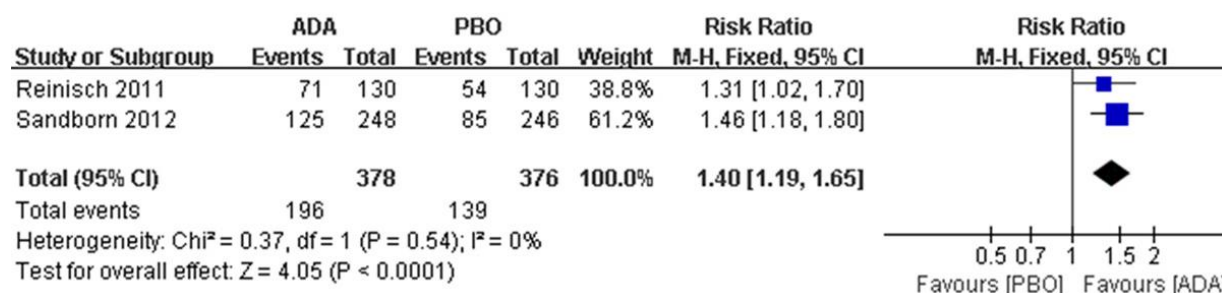 ADA PBO Risk Ratio Risk Ratio
Study or Subgroup Events Total Events Total Weight M-H, Fixed, 95% CI M-H, Fixed, 95% CI
Reinisch 2011 71 130 54 130 38.8% 1.31 [1.02, 1.70]
Sandborn 2012 125 248 85 246 61.2% 1.46 [1.18, 1.80]
Total (95% CI) 378 376 100.0% 1.40 [1.19, 1.65]
Total events 196 139
Heterogeneity: Chi² = 0.37, df = 1 (P = 0.54); I² = 0%
Test for overall effect: Z = 4.05 (P < 0.0001)
0.5 0.7 1 1.5 2
Favours [PBO] Favours [ADA]